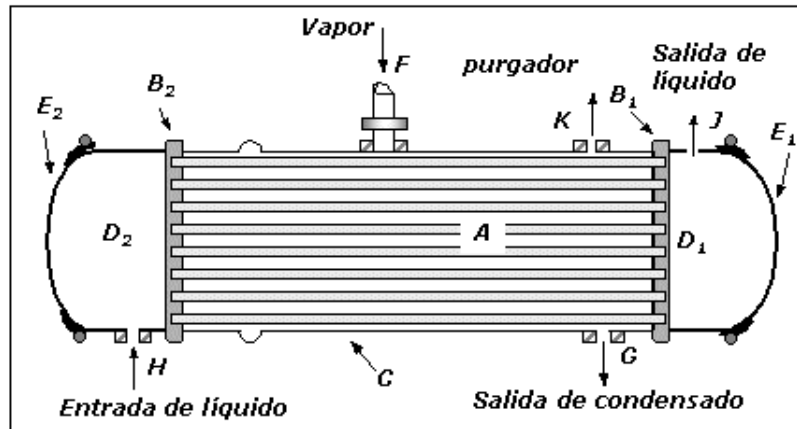 Vapor
F
purgador
Salida de
líquido
B₂
E₂
K
B₁
J
E₁
D₂
A
D₁
H
C
G
Entrada de líquido
Salida de condensado